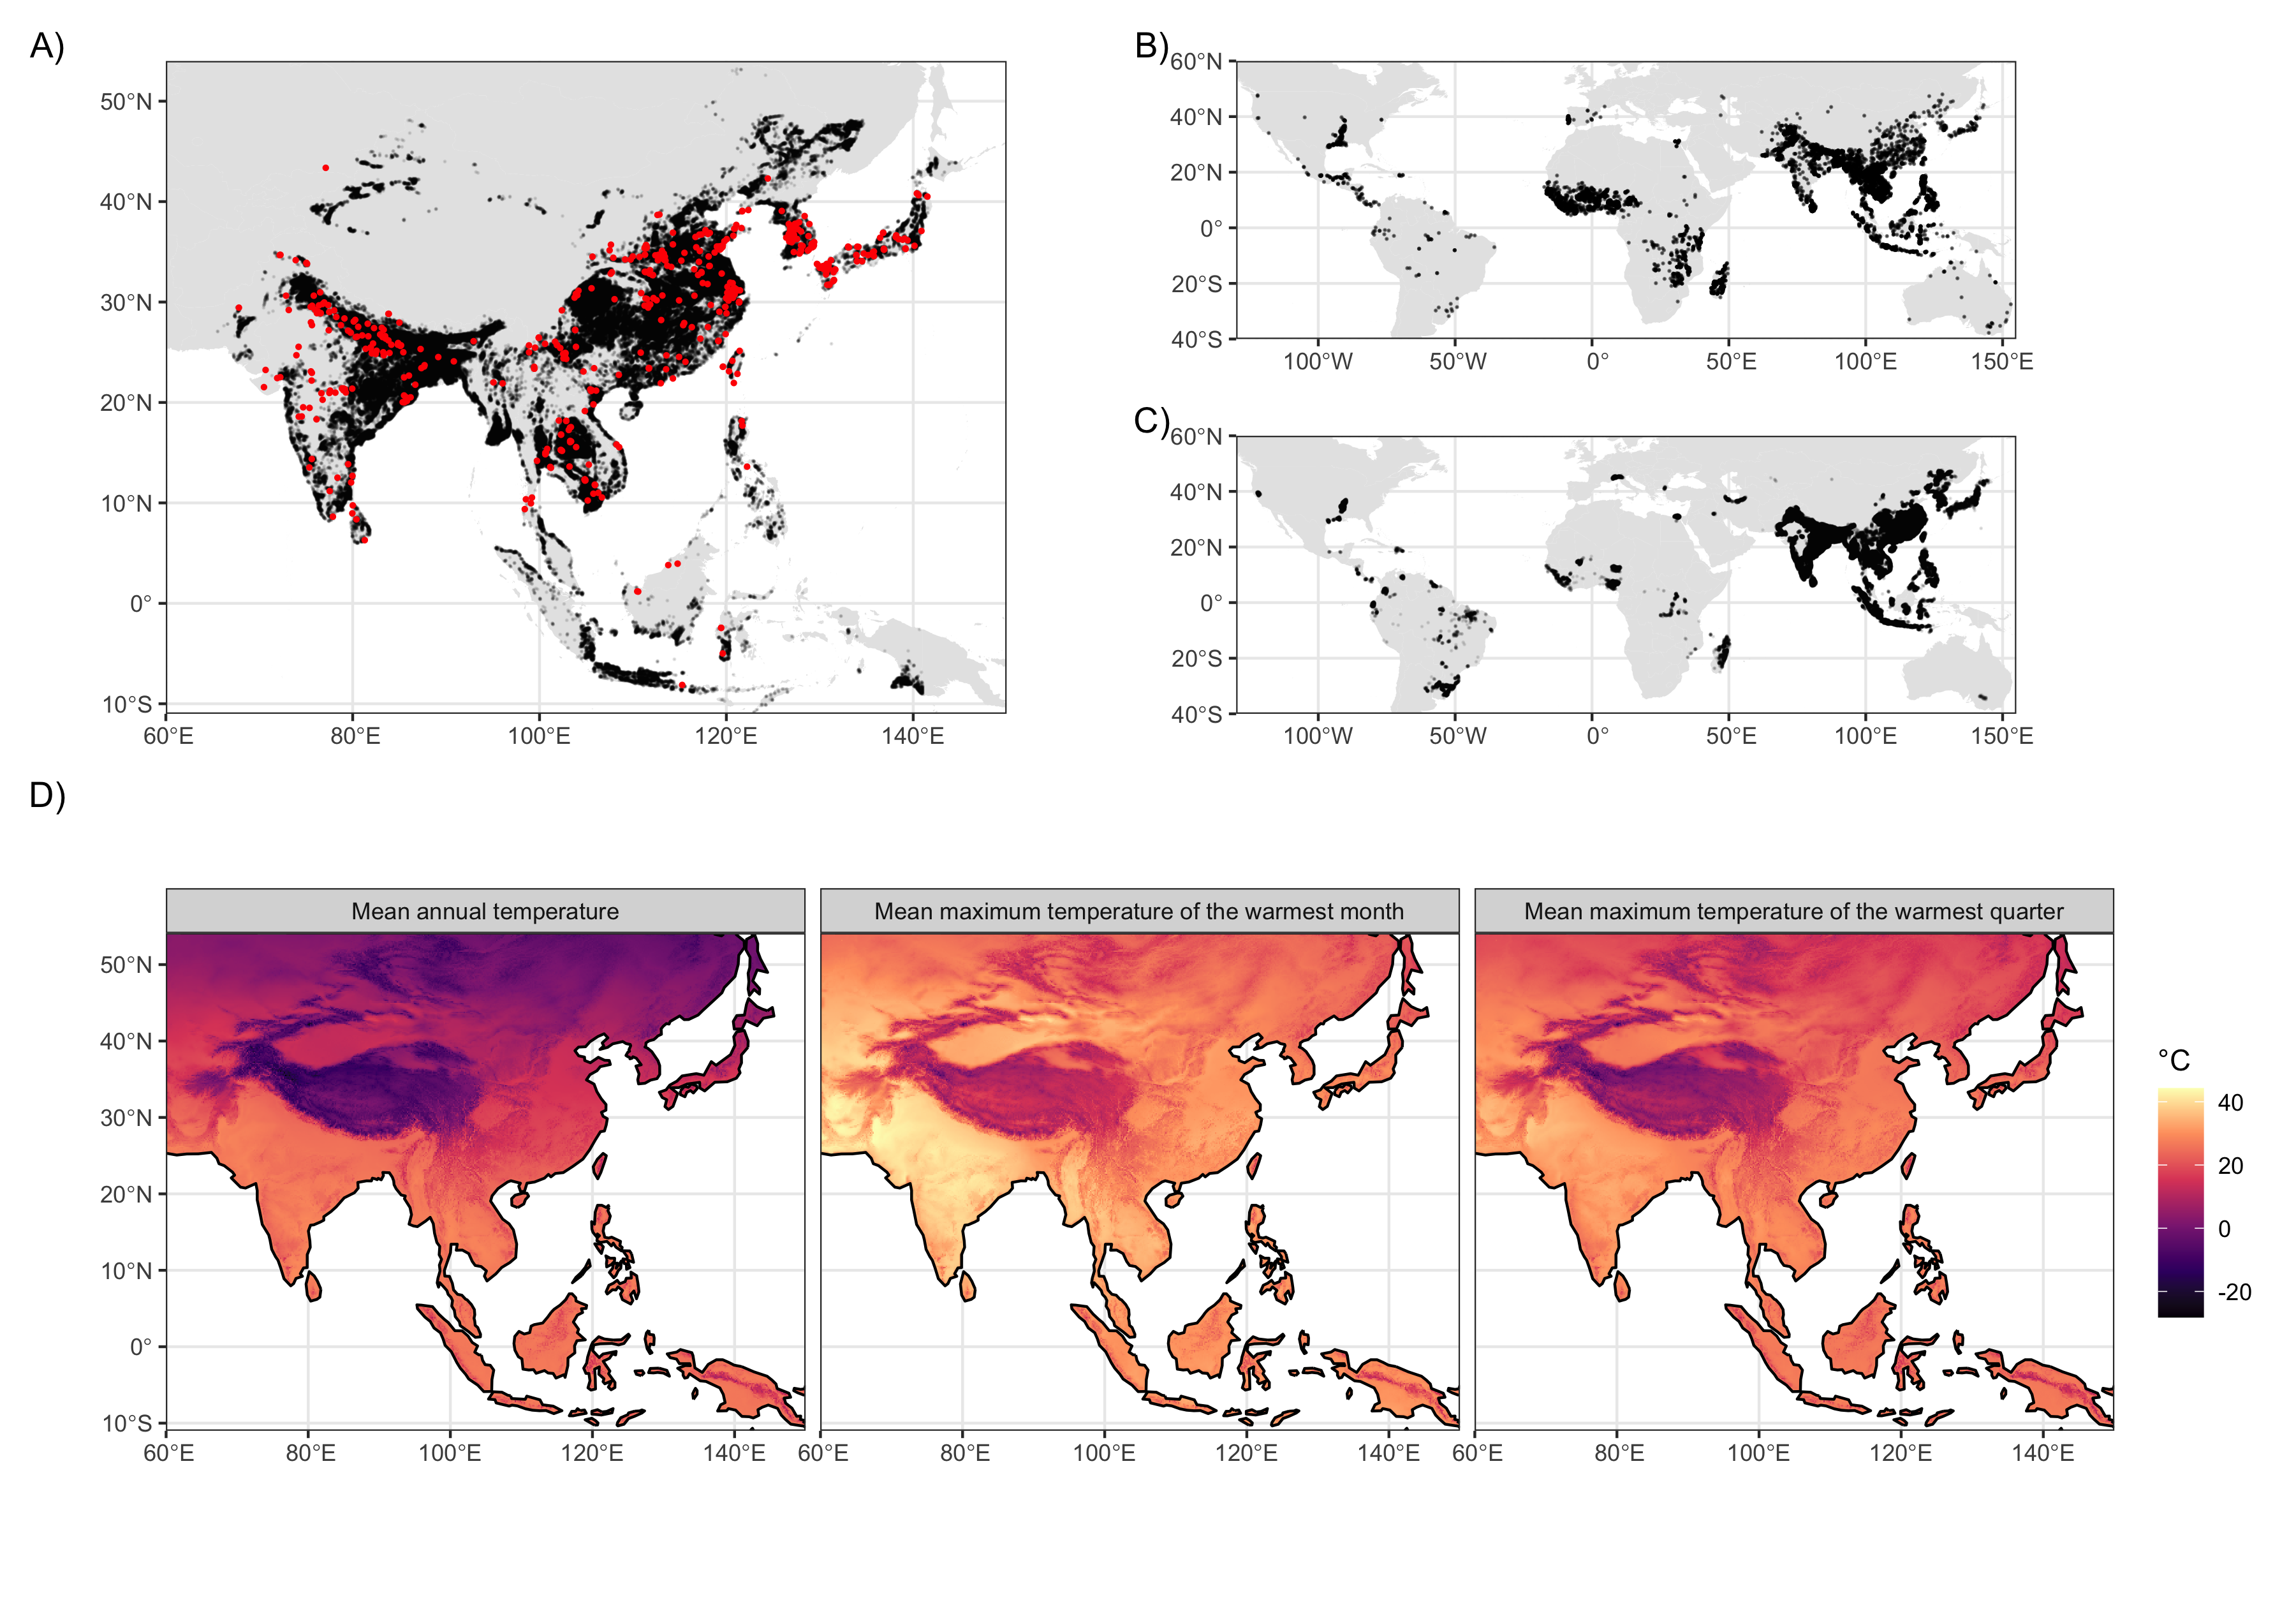 A)
50°N
40°N
30°N
20°N
10°N
0°
10°S
60°E 80°E 100°E 120°E 140°E
B)
60°N
40°N
20°N
0°
20°S
40°S
100°W 50°W 0° 50°E 100°E 150°E
C)
60°N
40°N
20°N
0°
20°S
40°S
100°W 50°W 0° 50°E 100°E 150°E
D)
Mean annual temperature
Mean maximum temperature of the warmest month
Mean maximum temperature of the warmest quarter
50°N
40°N
30°N
20°N
10°N
0°
10°S
60°E 80°E 100°E 120°E 140°E
60°E 80°E 100°E 120°E 140°E
60°E 80°E 100°E 120°E 140°E
°C
40
20
0
-20